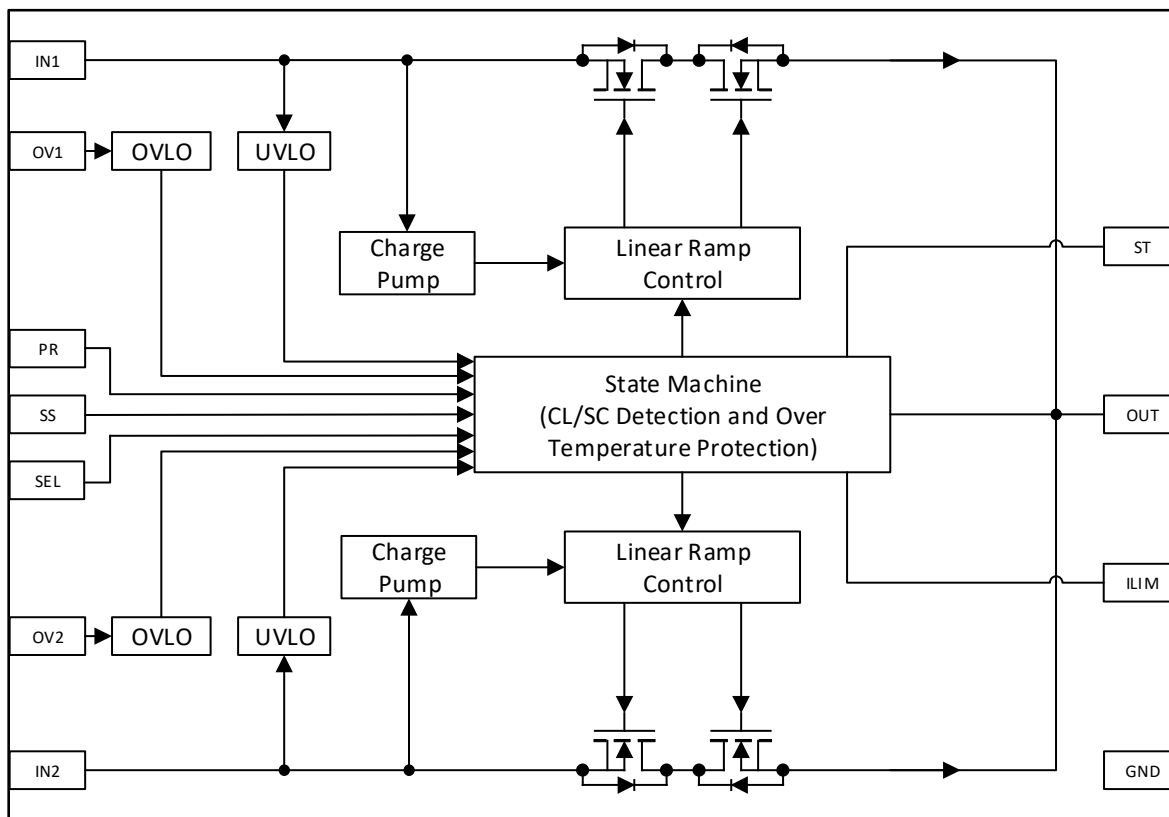 IN1
OV1
OVLO
UVLO
Charge
Pump
Linear Ramp
Control
ST
PR
SS
SEL
State Machine
(CL/SC Detection and Over
Temperature Protection)
OUT
Charge
Pump
Linear Ramp
Control
ILIM
OV2
OVLO
UVLO
IN2
GND